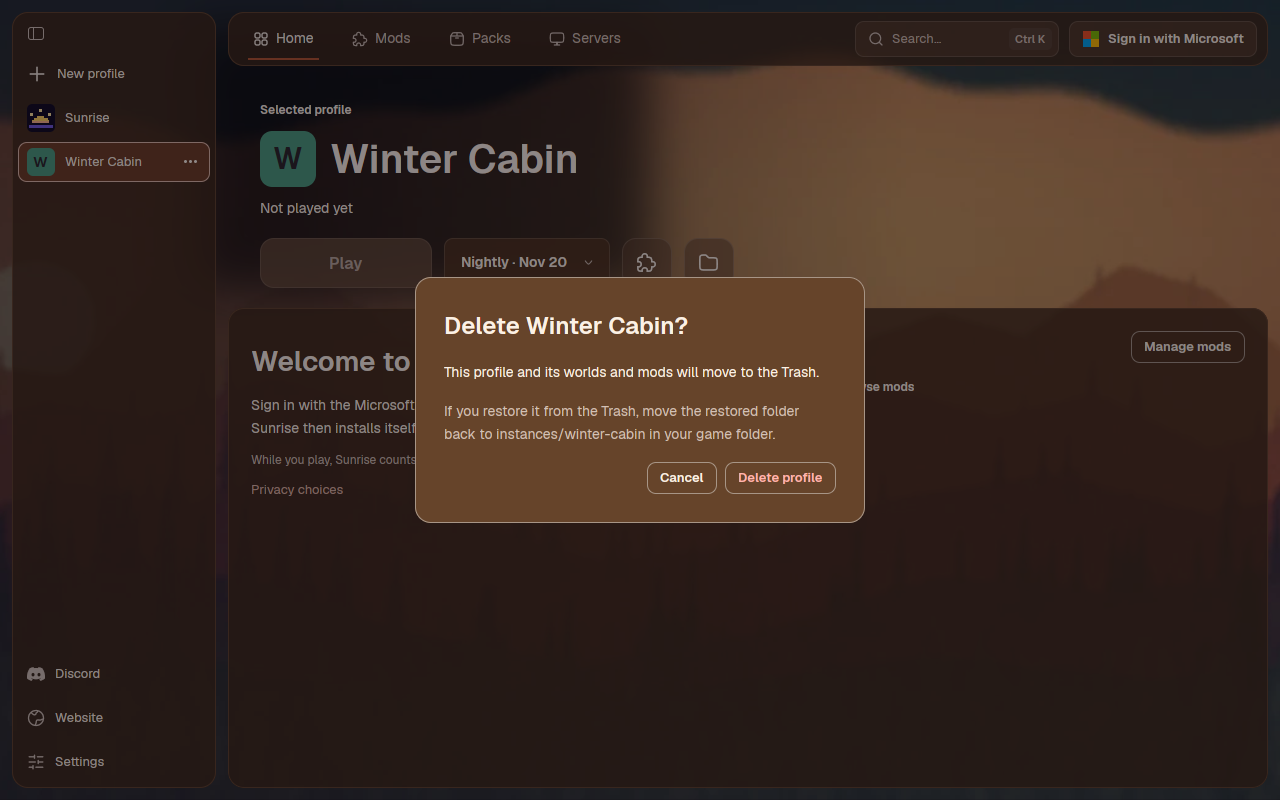 Home
Mods
Packs
Servers
Search...
Ctrl K
Sign in with Microsoft
New profile
Sunrise
W
Winter Cabin
Selected profile
W
Winter Cabin
Not played yet
Play
Nightly · Nov 20
Delete Winter Cabin?
This profile and its worlds and mods will move to the Trash.
If you restore it from the Trash, move the restored folder
back to instances/winter-cabin in your game folder.
Cancel
Delete profile
Welcome to
Sign in with the Microsoft
Sunrise then installs itself
While you play, Sunrise counts
Privacy choices
Manage mods
mods
Discord
Website
Settings